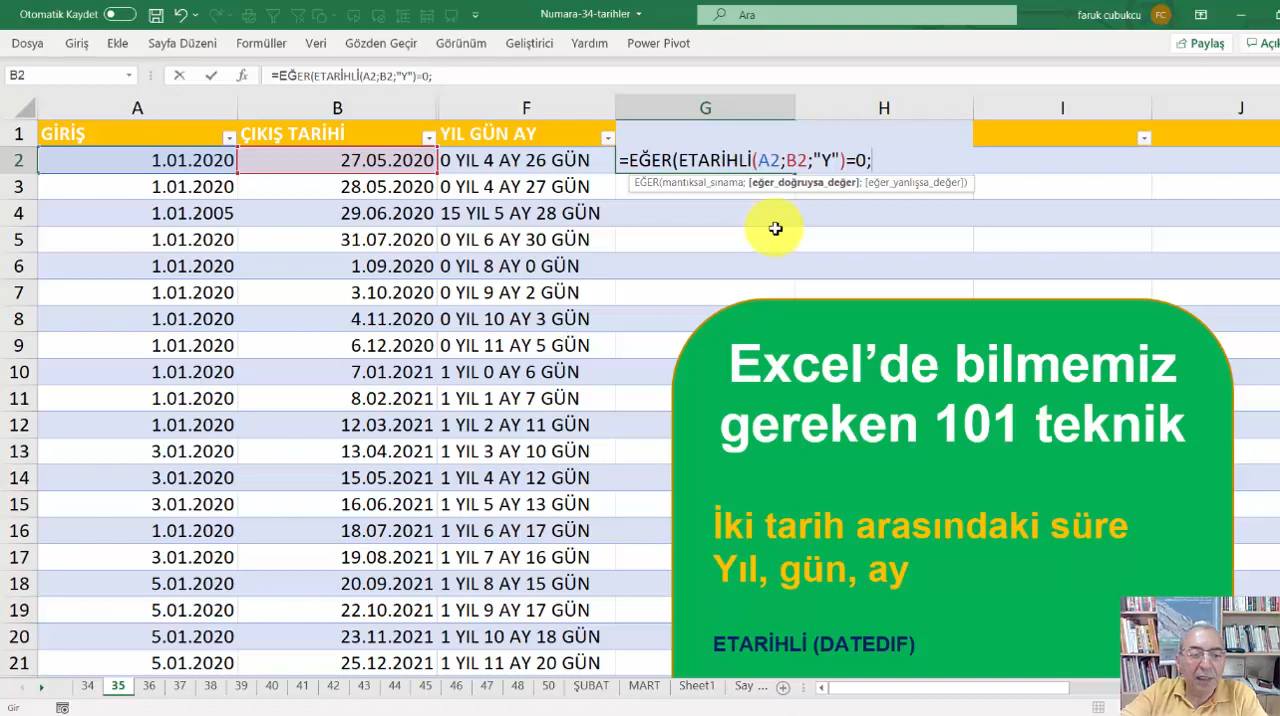 Otomatik Kaydet
Numara-34-tarihler
Ara
faruk cubukcu
FC
Dosya Giriş Ekle Sayfa Düzeni Formüller Veri Gözden Geçir Görünüm Geliştirici Yardım Power Pivot
Paylaş
Açık
B2
fx
=EĞER(ETARİHLİ(A2;B2;"Y")=0;
A B F G H I J
1 GİRİŞ ÇIKIŞ TARİHİ YIL GÜN AY
2 1.01.2020 27.05.2020 0 YIL 4 AY 26 GÜN =EĞER(ETARİHLİ(A2;B2;"Y")=0;
EĞER(mantıksal_sınama; [eğer_doğruysa_değer]; [eğer_yanlışsa_değer])
3 1.01.2020 28.05.2020 0 YIL 4 AY 27 GÜN
4 1.01.2005 29.06.2020 15 YIL 5 AY 28 GÜN
5 1.01.2020 31.07.2020 0 YIL 6 AY 30 GÜN
6 1.01.2020 1.09.2020 0 YIL 8 AY 0 GÜN
7 1.01.2020 3.10.2020 0 YIL 9 AY 2 GÜN
8 1.01.2020 4.11.2020 0 YIL 10 AY 3 GÜN
9 1.01.2020 6.12.2020 0 YIL 11 AY 5 GÜN
10 1.01.2020 7.01.2021 1 YIL 0 AY 6 GÜN
11 1.01.2020 8.02.2021 1 YIL 1 AY 7 GÜN
12 1.01.2020 12.03.2021 1 YIL 2 AY 11 GÜN
13 3.01.2020 13.04.2021 1 YIL 3 AY 10 GÜN
14 3.01.2020 15.05.2021 1 YIL 4 AY 12 GÜN
15 3.01.2020 16.06.2021 1 YIL 5 AY 13 GÜN
16 1.01.2020 18.07.2021 1 YIL 6 AY 17 GÜN
17 3.01.2020 19.08.2021 1 YIL 7 AY 16 GÜN
18 5.01.2020 20.09.2021 1 YIL 8 AY 15 GÜN
19 5.01.2020 22.10.2021 1 YIL 9 AY 17 GÜN
20 5.01.2020 23.11.2021 1 YIL 10 AY 18 GÜN
21 5.01.2020 25.12.2021 1 YIL 11 AY 20 GÜN
Excel’de bilmemiz
gereken 101 teknik
İki tarih arasındaki süre
Yıl, gün, ay
ETARİHLİ (DATEDIF)
34 35 36 37 38 39 40 41 42 43 44 45 46 47 48 50 ŞUBAT MART Sheet1 Say ...
Gir